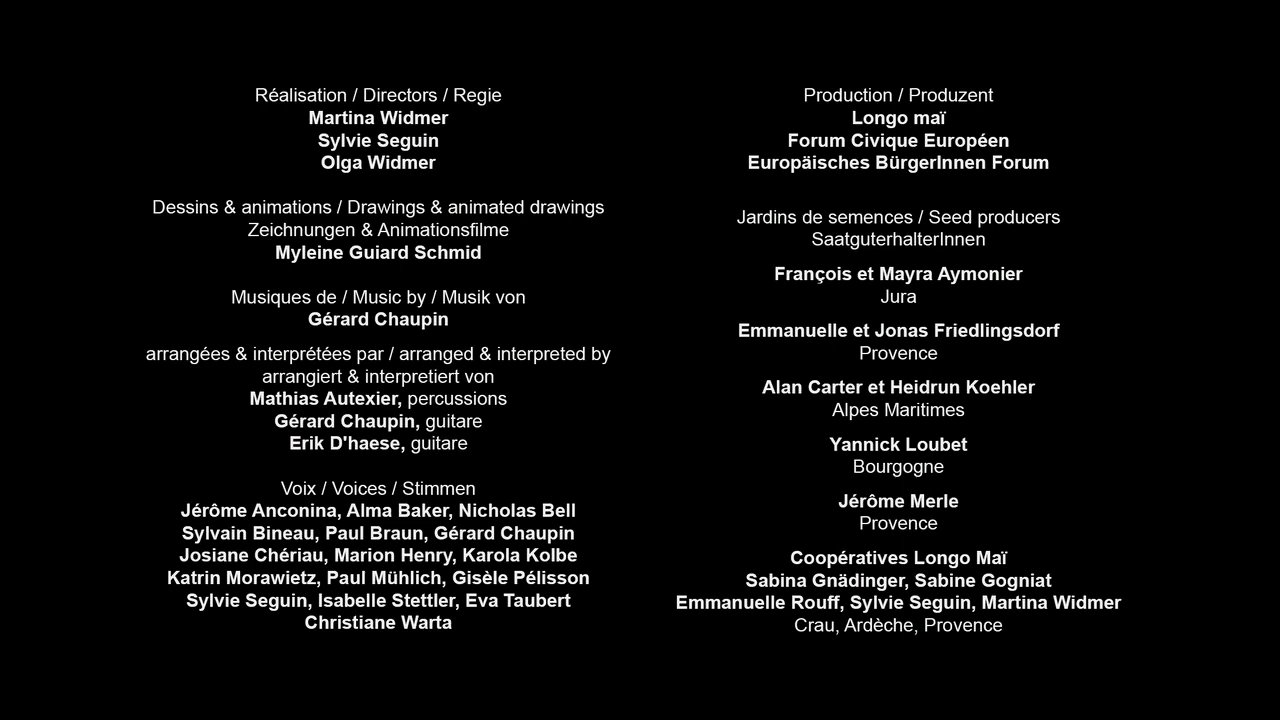 Réalisation / Directors / Regie
Martina Widmer
Sylvie Seguin
Olga Widmer
Dessins & animations / Drawings & animated drawings
Zeichnungen & Animationsfilme
Myleine Guiard Schmid
Musiques de / Music by / Musik von
Gérard Chaupin
arrangées & interprétées par / arranged & interpreted by
arrangiert & interpretiert von
Mathias Autexier, percussions
Gérard Chaupin, guitare
Erik D'haese, guitare
Voix / Voices / Stimmen
Jérôme Anconina, Alma Baker, Nicholas Bell
Sylvain Bineau, Paul Braun, Gérard Chaupin
Josiane Chériau, Marion Henry, Karola Kolbe
Katrin Morawietz, Paul Mühlich, Gisèle Pélisson
Sylvie Seguin, Isabelle Stettler, Eva Taubert
Christiane Warta
Production / Produzent
Longo maï
Forum Civique Européen
Europäisches BürgerInnen Forum
Jardins de semences / Seed producers
SaatguterhalterInnen
François et Mayra Aymonier
Jura
Emmanuelle et Jonas Friedlingsdorf
Provence
Alan Carter et Heidrun Koehler
Alpes Maritimes
Yannick Loubet
Bourgogne
Jérôme Merle
Provence
Coopératives Longo Maï
Sabina Gnädinger, Sabine Gogniat
Emmanuelle Rouff, Sylvie Seguin, Martina Widmer
Crau, Ardèche, Provence